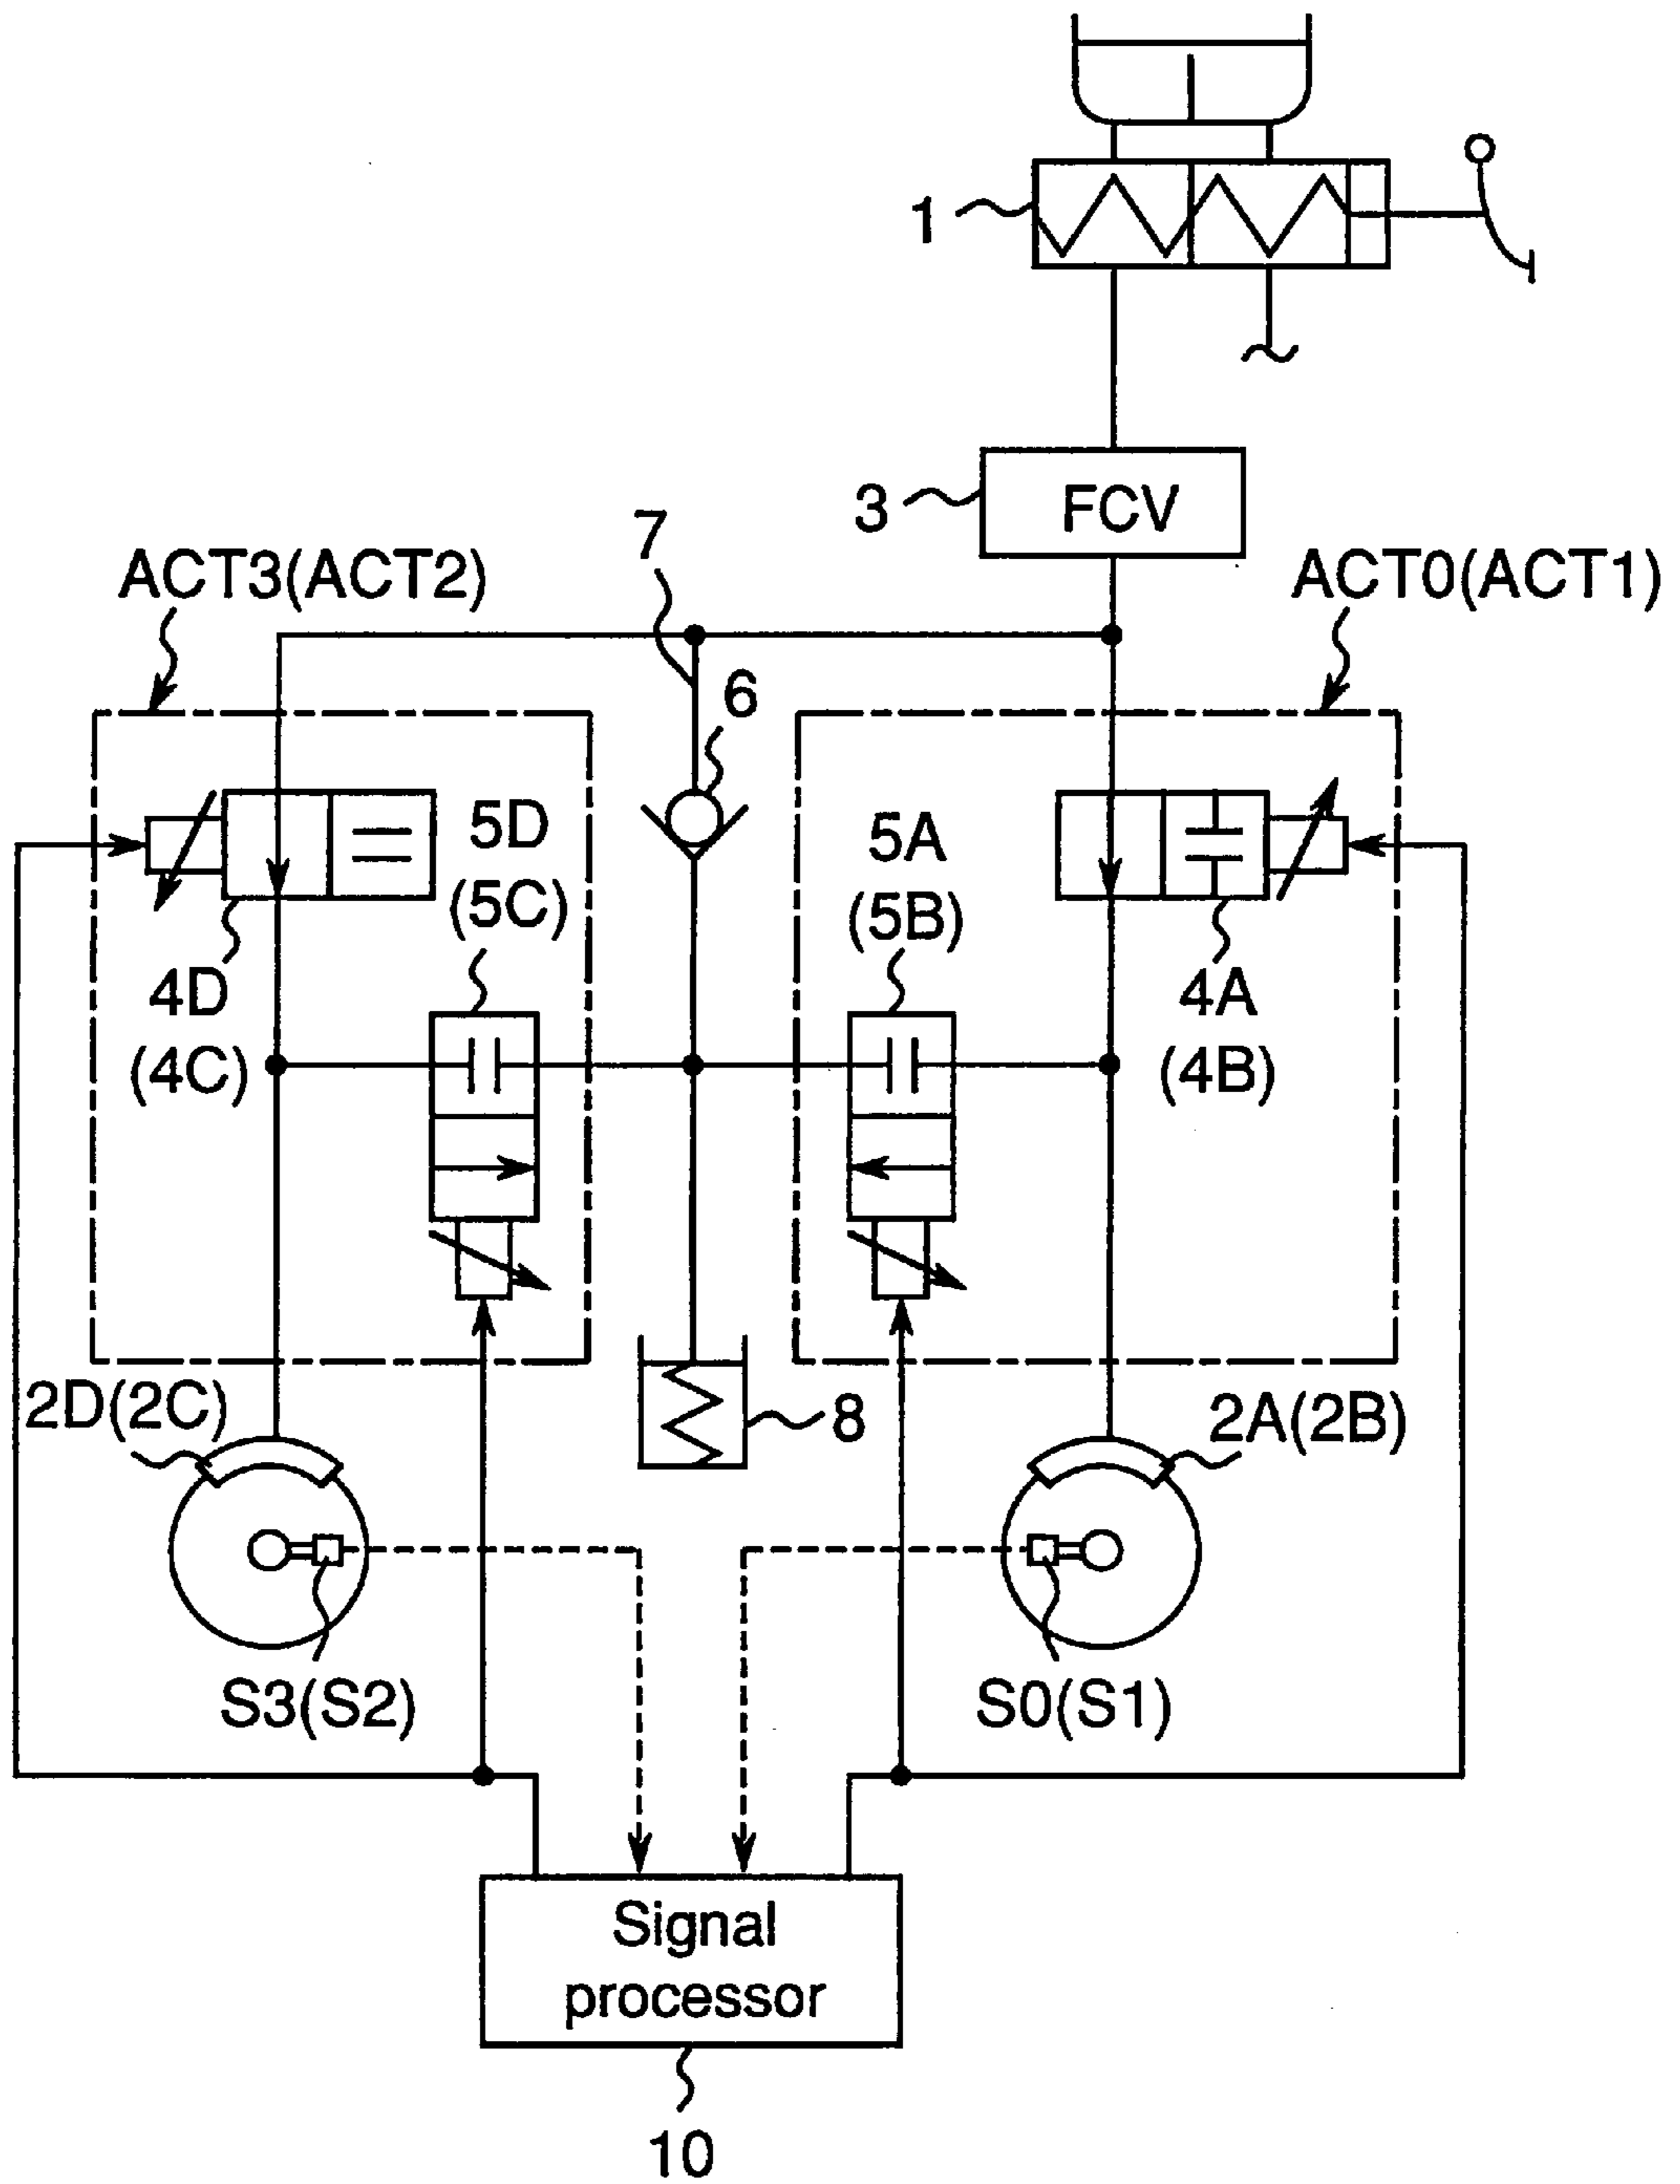 1
3
FCV
7
ACT3(ACT2)
ACT0(ACT1)
6
5D
(5C)
5A
(5B)
4D
(4C)
4A
(4B)
2D(2C)
8
2A(2B)
S3(S2)
S0(S1)
Signal
processor
10